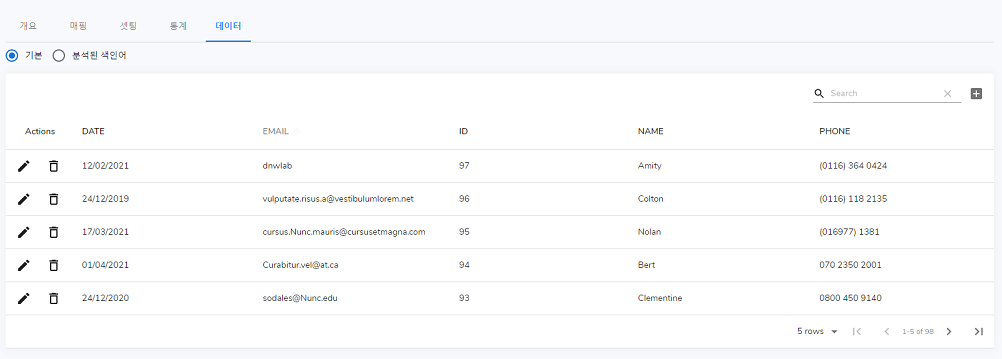 개요 매핑 셋팅 통계 데이터
기본 분석된 색인어
Search
Actions DATE EMAIL ID NAME PHONE
12/02/2021 dnwlab 97 Amity (0116) 364 0424
24/12/2019 vulputate.risus.a@vestibulumlorem.net 96 Colton (0116) 118 2135
17/03/2021 cursus.Nunc.mauris@cursusetmagna.com 95 Nolan (016977) 1381
01/04/2021 Curabitur.vel@at.ca 94 Bert 070 2350 2001
24/12/2020 sodales@Nunc.edu 93 Clementine 0800 450 9140
5 rows 1-5 of 98